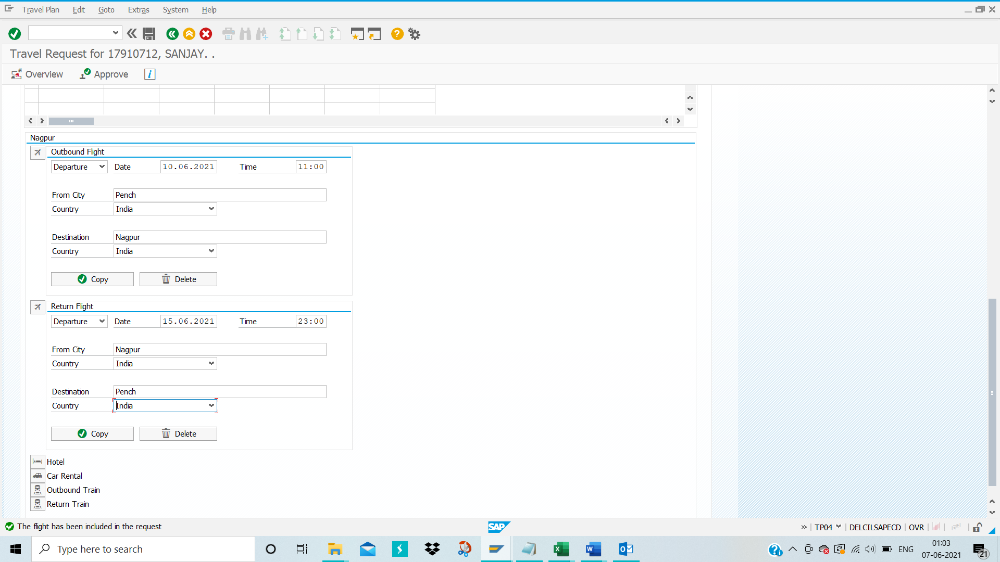 Travel Plan Edit Goto Extras System Help
Travel Request for 17910712, SANJAY. .
Overview Approve i
Nagpur
Outbound Flight
Departure Date 10.06.2021 Time 11:00
From City Pench
Country India
Destination Nagpur
Country India
Copy Delete
Return Flight
Departure Date 15.06.2021 Time 23:00
From City Nagpur
Country India
Destination Pench
Country India
Copy Delete
Hotel
Car Rental
Outbound Train
Return Train
The flight has been included in the request SAP » TP04 DELCILSAPECD OVR
Type here to search ENG 01:03
07-06-2021 21